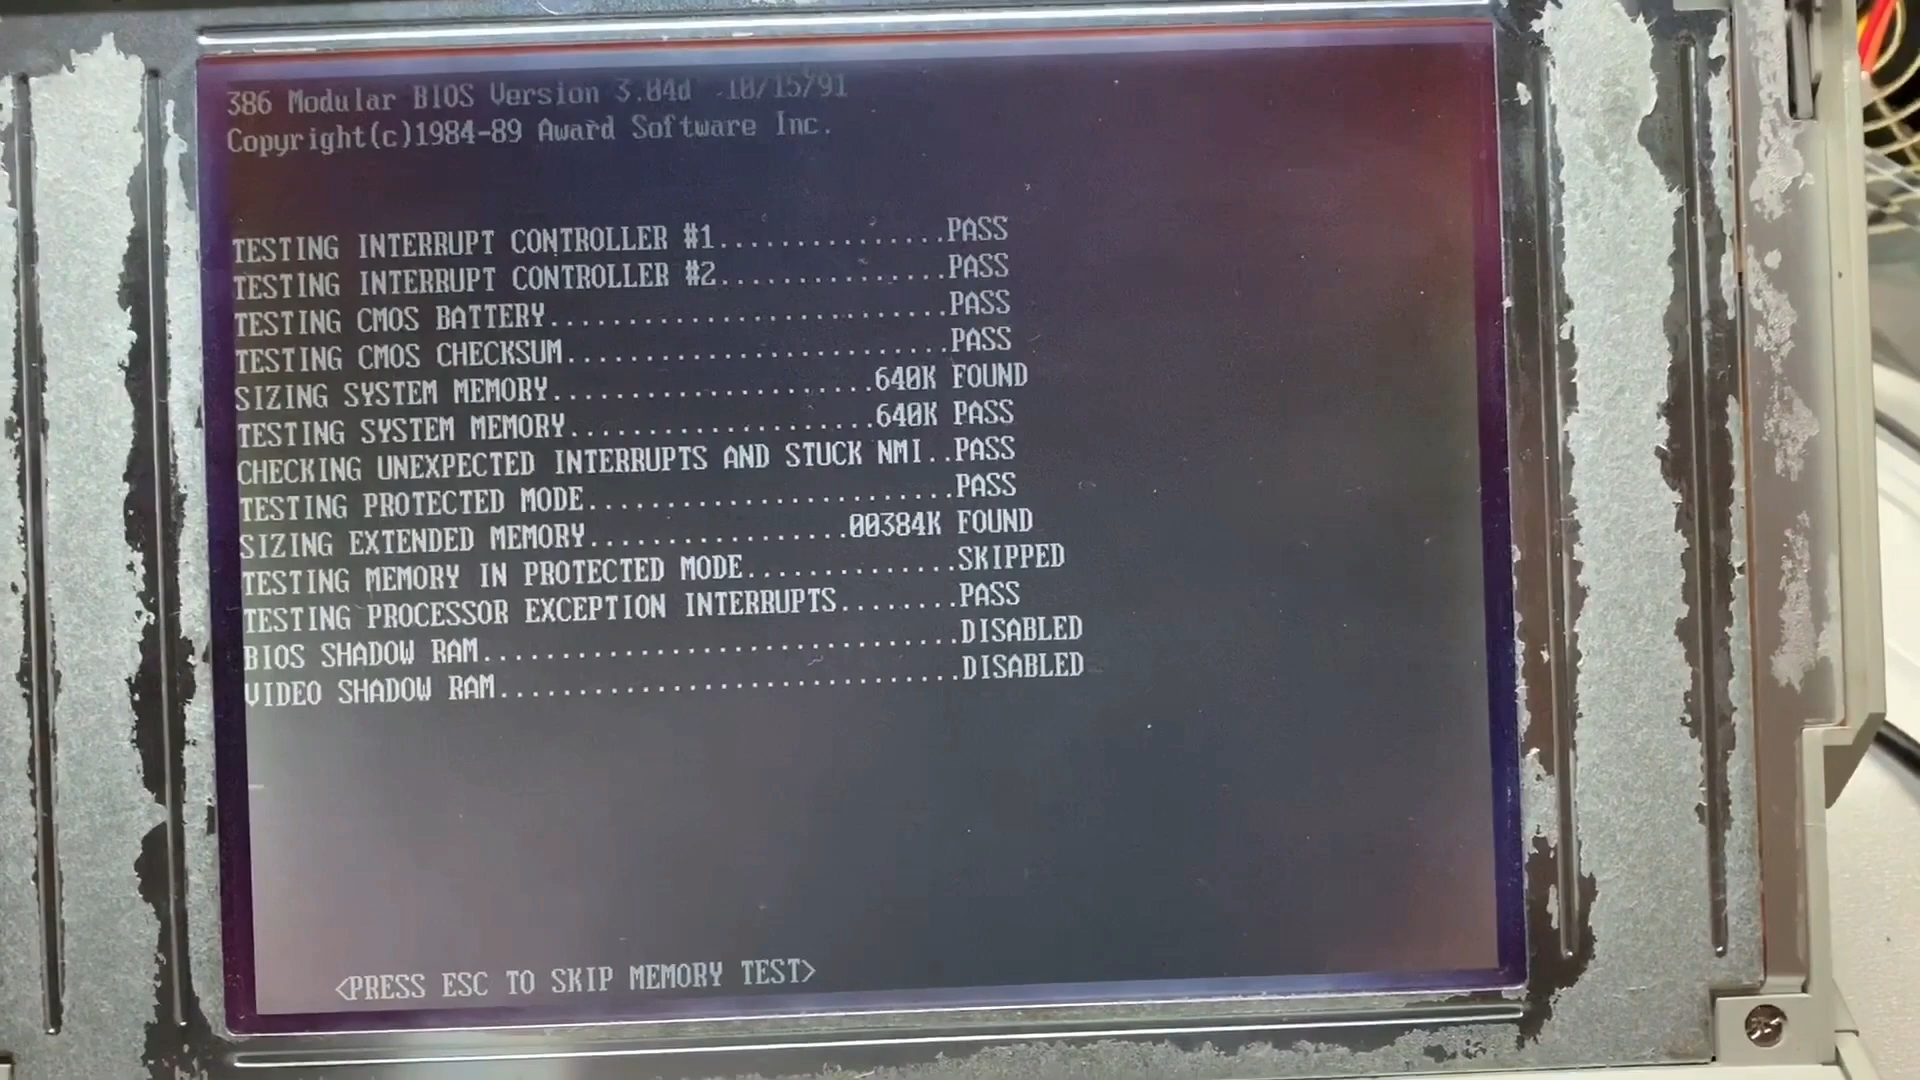 386 Modular BIOS Version 3.04d  10/15/91
Copyright(c)1984-89 Award Software Inc.
TESTING INTERRUPT CONTROLLER #1...............PASS
TESTING INTERRUPT CONTROLLER #2...............PASS
TESTING CMOS BATTERY..........................PASS
TESTING CMOS CHECKSUM.........................PASS
SIZING SYSTEM MEMORY.....................640K FOUND
TESTING SYSTEM MEMORY....................640K PASS
CHECKING UNEXPECTED INTERRUPTS AND STUCK NMI..PASS
TESTING PROTECTED MODE........................PASS
SIZING EXTENDED MEMORY.................00384K FOUND
TESTING MEMORY IN PROTECTED MODE..............SKIPPED
TESTING PROCESSOR EXCEPTION INTERRUPTS........PASS
BIOS SHADOW RAM...............................DISABLED
VIDEO SHADOW RAM..............................DISABLED
<PRESS ESC TO SKIP MEMORY TEST>